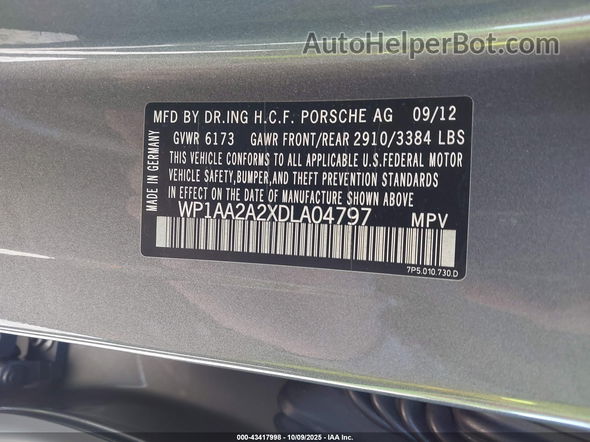 AutoHelperBot.com
MFD BY DR.ING H.C.F. PORSCHE AG 09/12
GVWR 6173 GAWR FRONT/REAR 2910/3384 LBS
THIS VEHICLE CONFORMS TO ALL APPLICABLE U.S.FEDERAL MOTOR
VEHICLE SAFETY,BUMPER,AND THEFT PREVENTION STANDARDS
IN EFFECT ON THE DATE OF MANUFACTURE SHOWN ABOVE
MADE IN GERMANY
WP1AA2A2XDLA04797 MPV
7P5.010.730.D
000-43417998 - 10/09/2025 - IAA Inc.